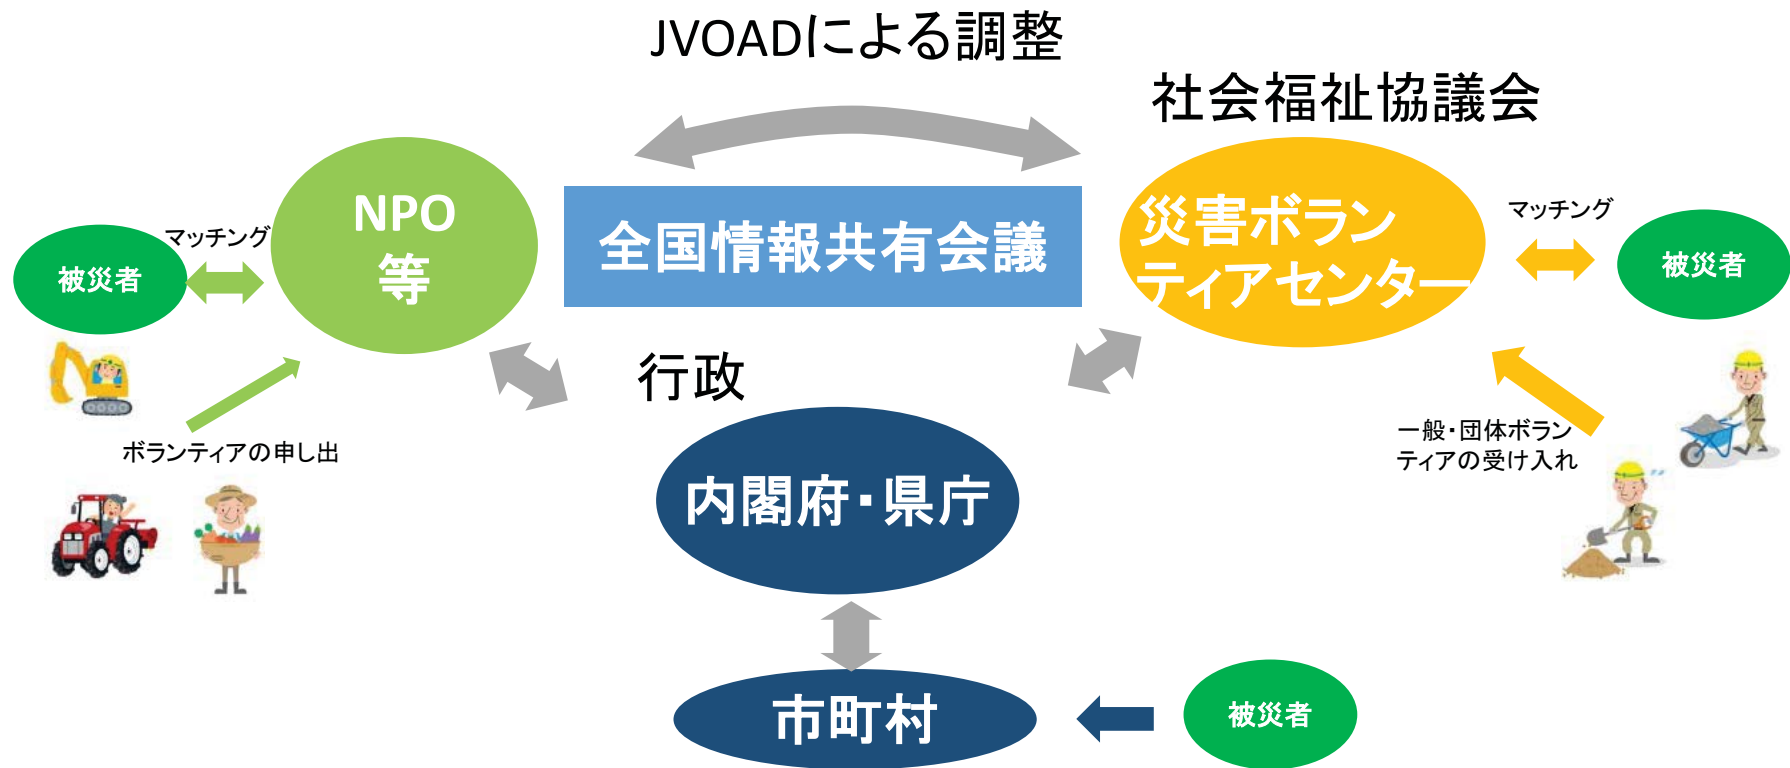 JVOADによる調整
社会福祉協議会
NPO
等
全国情報共有会議
災害ボラン
ティアセンター
マッチング
被災者
マッチング
被災者
行政
ボランティアの申し出
一般・団体ボラン
ティアの受け入れ
内閣府・県庁
市町村
被災者